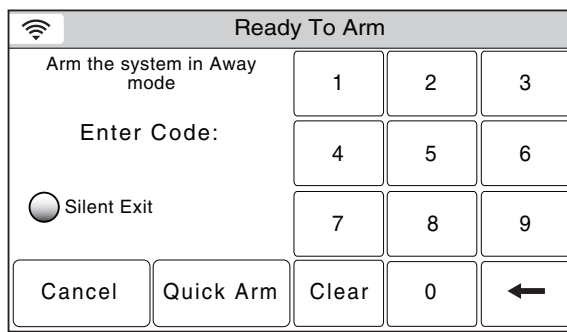 Ready To Arm
Arm the system in Away
mode
Enter Code:
Silent Exit
1 2 3
4 5 6
7 8 9
Cancel Quick Arm Clear 0